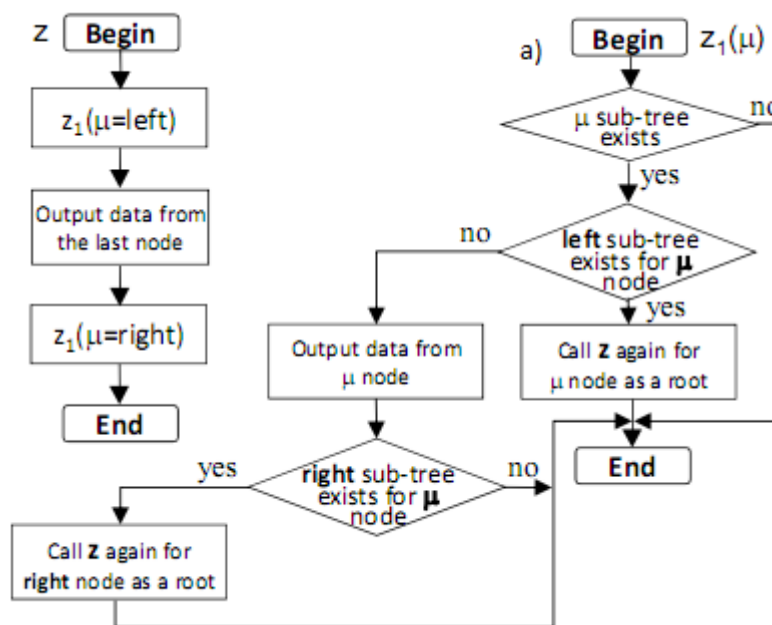 z
Begin
z1(μ=left)
Output data from
the last node
z1(μ=right)
End
a)
Begin
z1(μ)
μ sub-tree
exists
no
yes
left sub-tree
exists for μ
node
no
yes
Call z again for
μ node as a root
End
Output data from
μ node
right sub-tree
exists for μ
node
yes
no
Call z again for
right node as a root